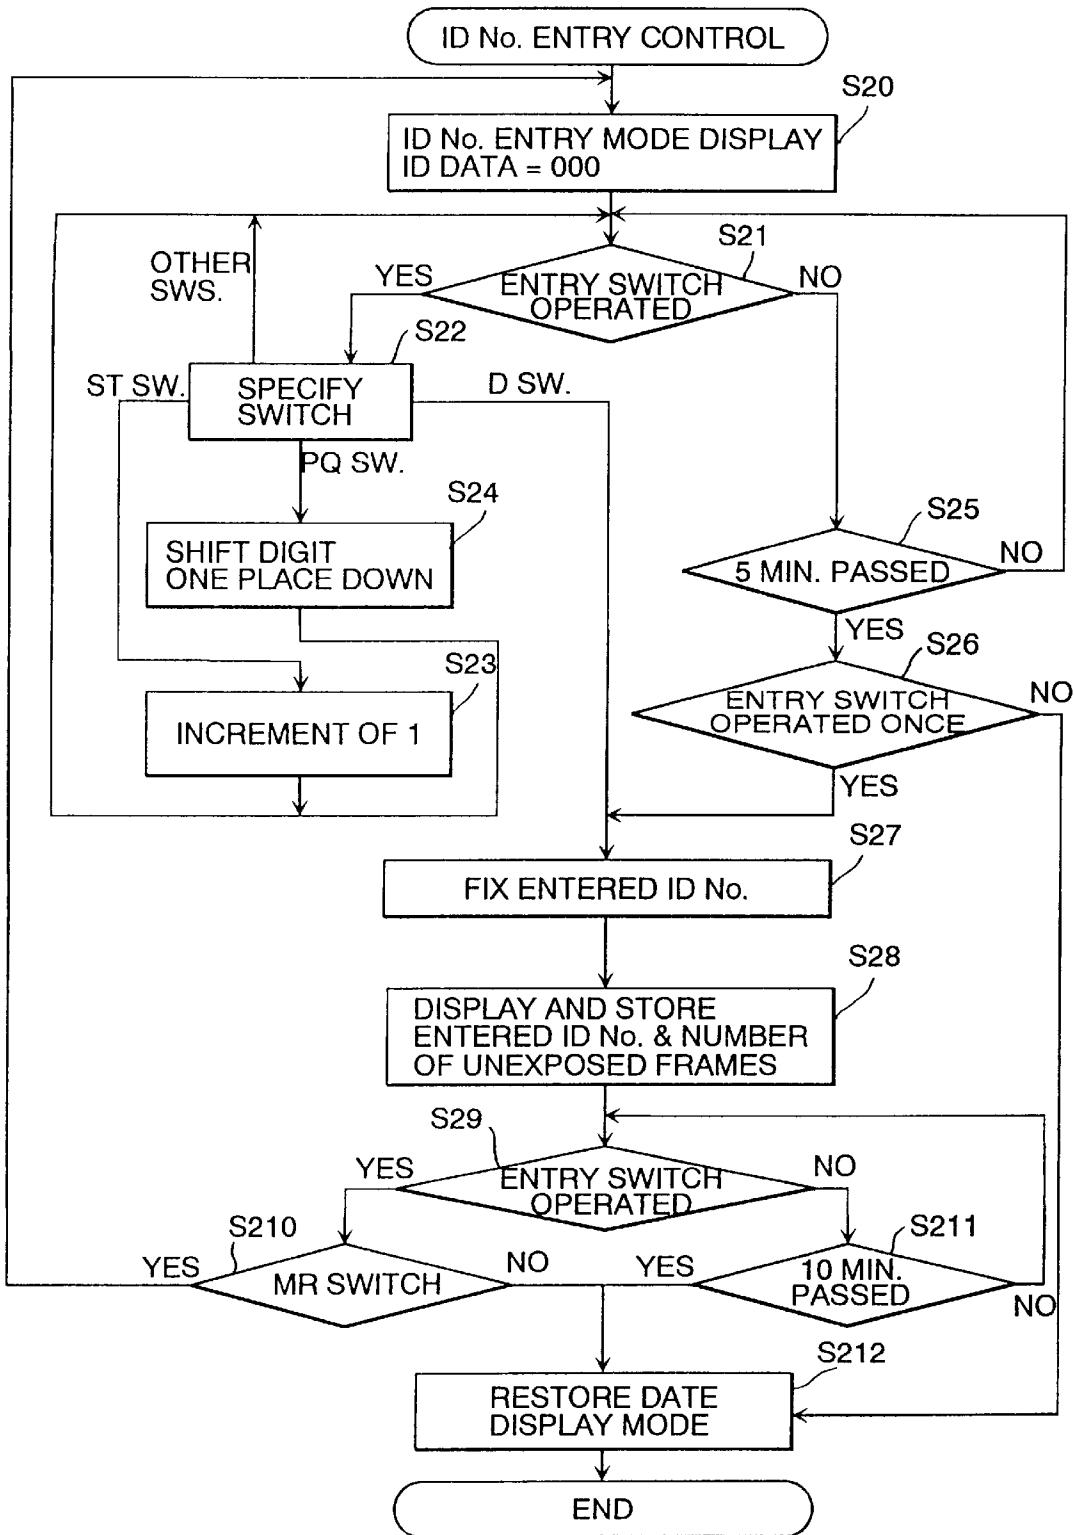 ID No. ENTRY CONTROL
S20
ID No. ENTRY MODE DISPLAY
ID DATA = 000
S21
OTHER
SWS.
YES
ENTRY SWITCH
OPERATED
NO
S22
ST SW.
SPECIFY
SWITCH
D SW.
PQ SW.
S24
SHIFT DIGIT
ONE PLACE DOWN
S25
5 MIN. PASSED
NO
YES
S23
INCREMENT OF 1
S26
ENTRY SWITCH
OPERATED ONCE
NO
YES
S27
FIX ENTERED ID No.
S28
DISPLAY AND STORE
ENTERED ID No. & NUMBER
OF UNEXPOSED FRAMES
S29
YES
ENTRY SWITCH
OPERATED
NO
S210
YES
MR SWITCH
NO
S211
YES
10 MIN.
PASSED
NO
S212
RESTORE DATE
DISPLAY MODE
END